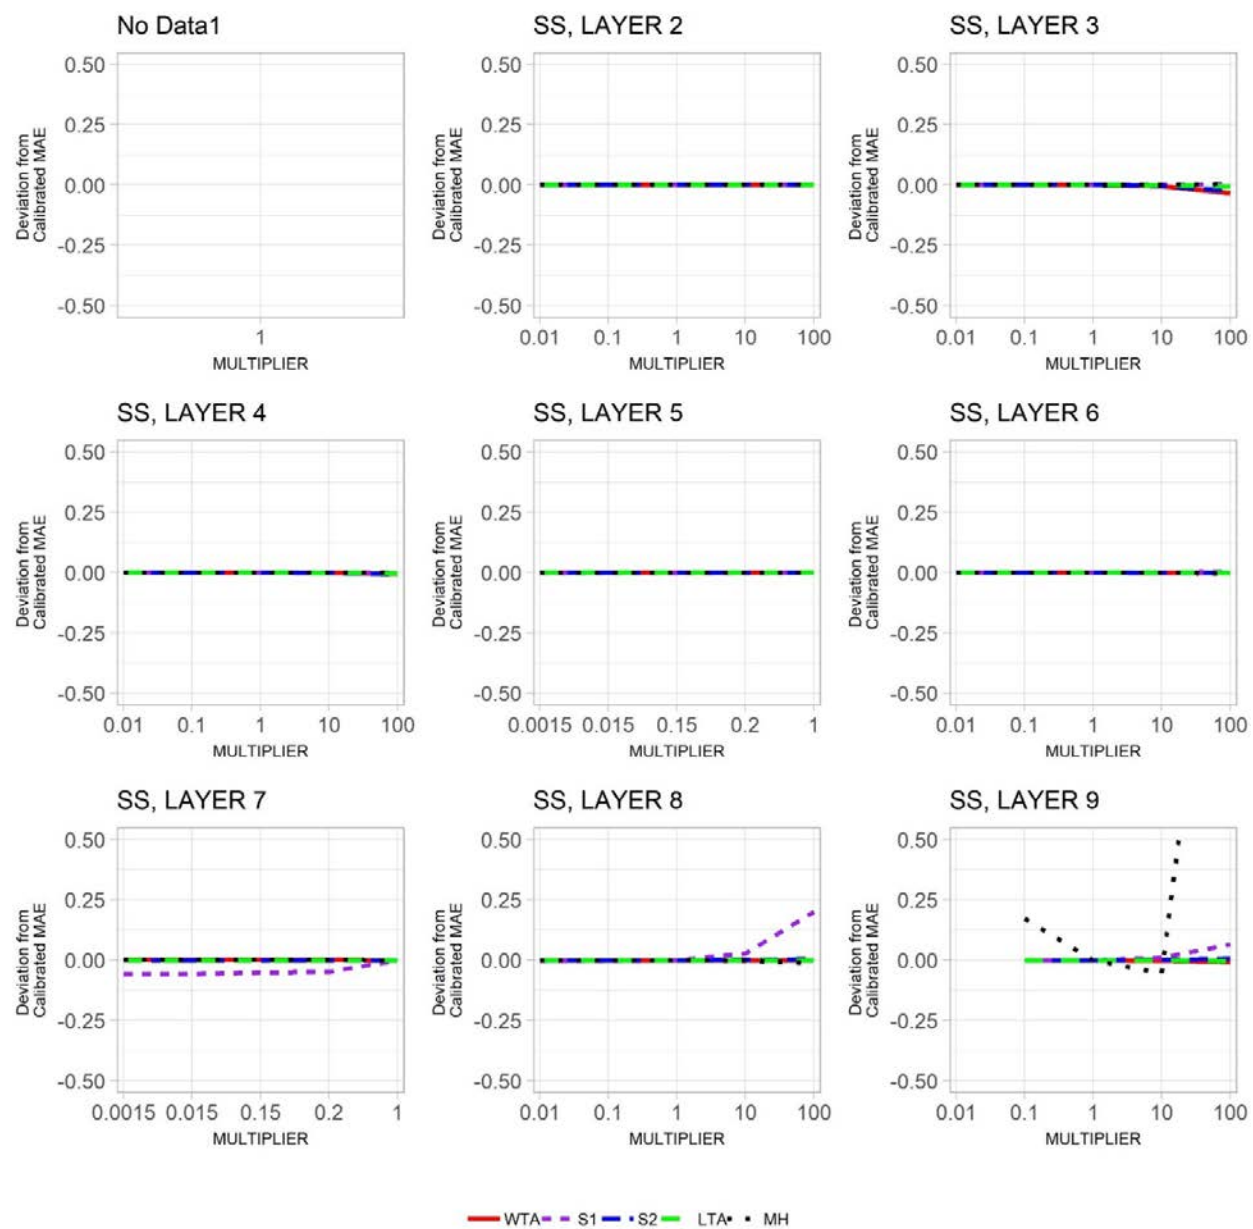 No Data1
SS, LAYER 2
SS, LAYER 3
0.50
0.25
0.00
-0.25
-0.50
Deviation from
Calibrated MAE
1
MULTIPLIER
0.50
0.25
0.00
-0.25
-0.50
Deviation from
Calibrated MAE
0.01 0.1 1 10 100
MULTIPLIER
0.50
0.25
0.00
-0.25
-0.50
Deviation from
Calibrated MAE
0.01 0.1 1 10 100
MULTIPLIER
SS, LAYER 4
SS, LAYER 5
SS, LAYER 6
0.50
0.25
0.00
-0.25
-0.50
Deviation from
Calibrated MAE
0.01 0.1 1 10 100
MULTIPLIER
0.50
0.25
0.00
-0.25
-0.50
Deviation from
Calibrated MAE
0.0015 0.015 0.15 0.2 1
MULTIPLIER
0.50
0.25
0.00
-0.25
-0.50
Deviation from
Calibrated MAE
0.01 0.1 1 10 100
MULTIPLIER
SS, LAYER 7
SS, LAYER 8
SS, LAYER 9
0.50
0.25
0.00
-0.25
-0.50
Deviation from
Calibrated MAE
0.0015 0.015 0.15 0.2 1
MULTIPLIER
0.50
0.25
0.00
-0.25
-0.50
Deviation from
Calibrated MAE
0.01 0.1 1 10 100
MULTIPLIER
0.50
0.25
0.00
-0.25
-0.50
Deviation from
Calibrated MAE
0.01 0.1 1 10 100
MULTIPLIER
WTA S1 S2 LTA MH